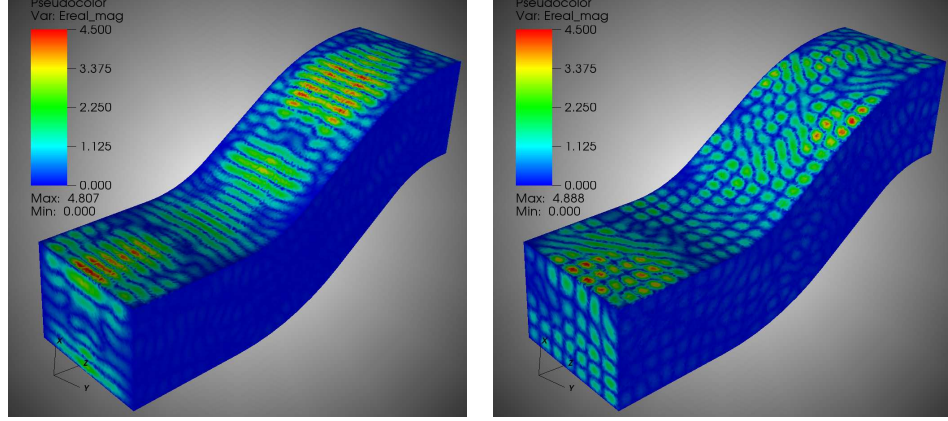 Pseudocolor
Var: Ereal_mag
4.500
3.375
2.250
1.125
0.000
Max: 4.807
Min: 0.000
X
Z
Y
Pseudocolor
Var: Ereal_mag
4.500
3.375
2.250
1.125
0.000
Max: 4.888
Min: 0.000
X
Z
Y